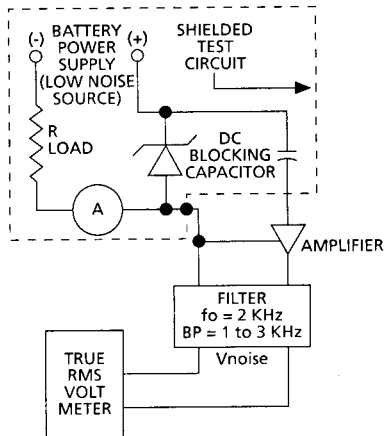 (-)
BATTERY
POWER
SUPPLY
(LOW NOISE
SOURCE)
(+)
SHIELDED
TEST
CIRCUIT
R
LOAD
DC
BLOCKING
CAPACITOR
A
AMPLIFIER
FILTER
fo = 2 KHz
BP = 1 to 3 KHz
Vnoise
TRUE
RMS
VOLT
METER